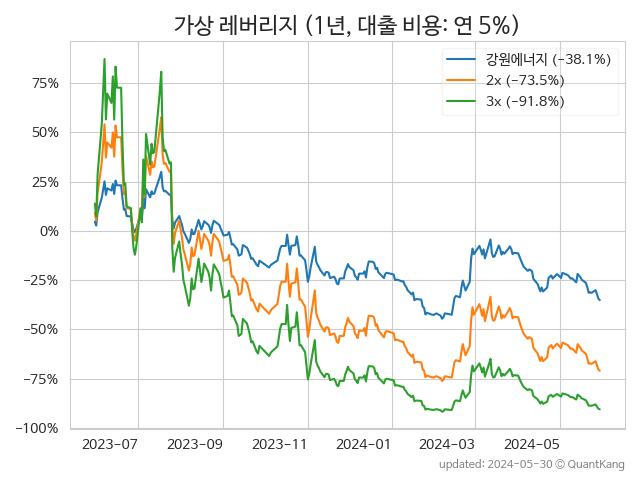 가상 레버리지 (1년, 대출 비용: 연 5%)
강원에너지 (−38.1%)
2x (−73.5%)
3x (−91.8%)
75%
50%
25%
0%
−25%
−50%
−75%
−100%
2023-07 2023-09 2023-11 2024-01 2024-03 2024-05
updated: 2024-05-30 © QuantKang